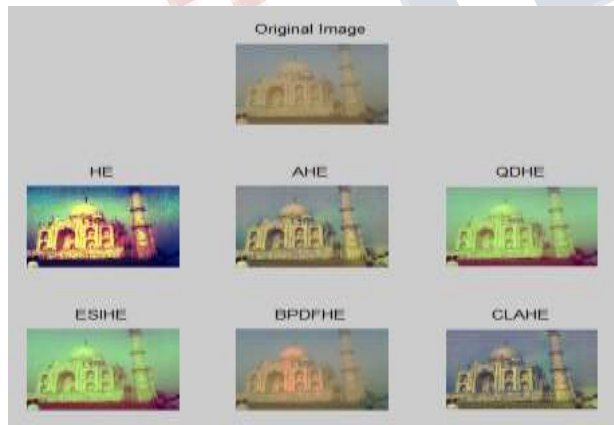 Original Image
HE
AHE
QDHE
ESIHE
BPDFHE
CLAHE